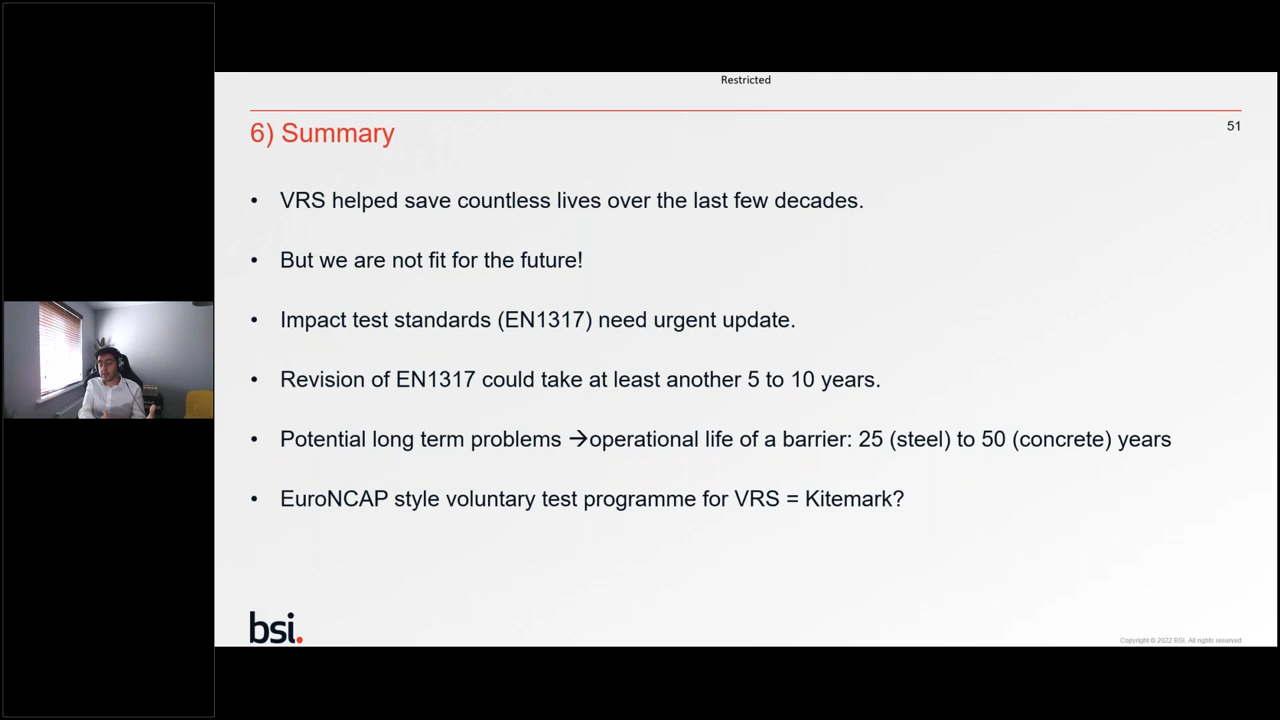 Restricted
6) Summary
51
• VRS helped save countless lives over the last few decades.
• But we are not fit for the future!
• Impact test standards (EN1317) need urgent update.
• Revision of EN1317 could take at least another 5 to 10 years.
• Potential long term problems →operational life of a barrier: 25 (steel) to 50 (concrete) years
• EuroNCAP style voluntary test programme for VRS = Kitemark?
bsi.
Copyright © 2022 BSI. All rights reserved